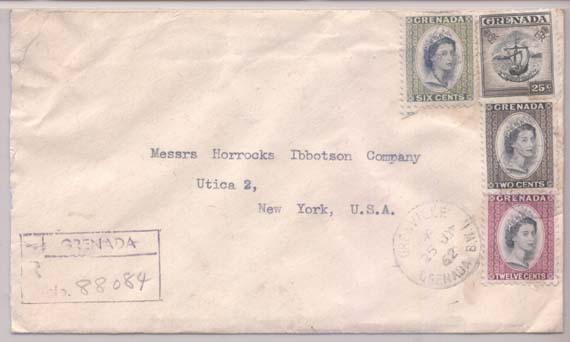 GRENADA
SIX CENTS
GRENADA
25c
GRENADA
TWO CENTS
GRENADA
TWELVE CENTS
Messrs Horrocks Ibbotson Company
Utica 2,
New York, U.S.A.
62
GRENADA B.W.I
GRENADA
No. 88084